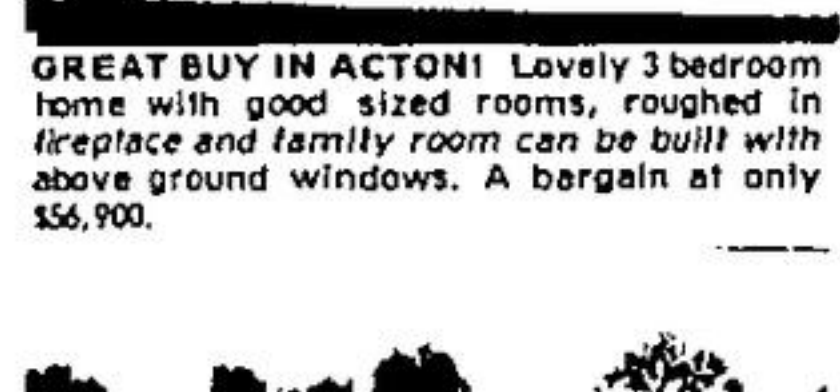 GREAT BUY IN ACTON! Lovely 3 bedroom
home with good sized rooms, roughed in
fireplace and family room can be built with
above ground windows. A bargain at only
$56,900.